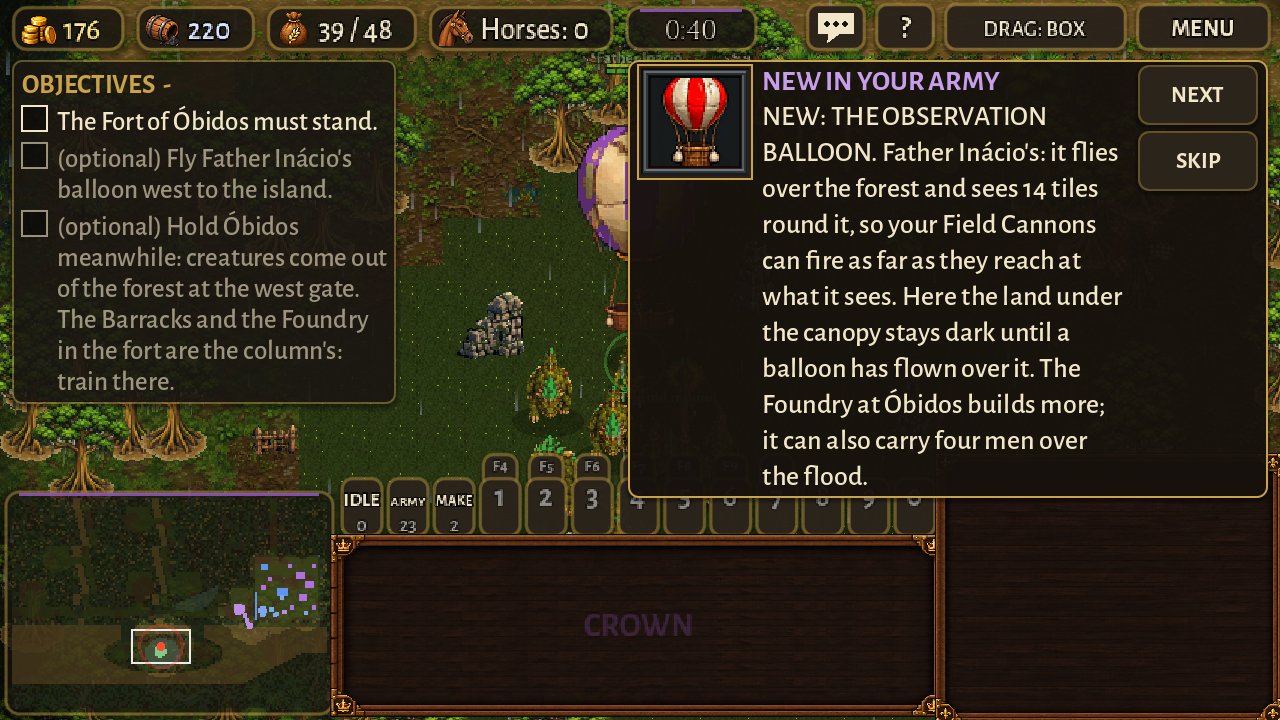 176
220
39 / 48
Horses: 0
0:40
?
DRAG: BOX
MENU
OBJECTIVES -
The Fort of Óbidos must stand.
(optional) Fly Father Inácio's
balloon west to the island.
(optional) Hold Óbidos
meanwhile: creatures come out
of the forest at the west gate.
The Barracks and the Foundry
in the fort are the column's:
train there.
NEW IN YOUR ARMY
NEW: THE OBSERVATION
BALLOON. Father Inácio's: it flies
over the forest and sees 14 tiles
round it, so your Field Cannons
can fire as far as they reach at
what it sees. Here the land under
the canopy stays dark until a
balloon has flown over it. The
Foundry at Óbidos builds more;
it can also carry four men over
the flood.
NEXT
SKIP
F4
F5
F6
IDLE
0
ARMY
23
MAKE
2
1
2
3
4
5
6
7
8
9
0
CROWN